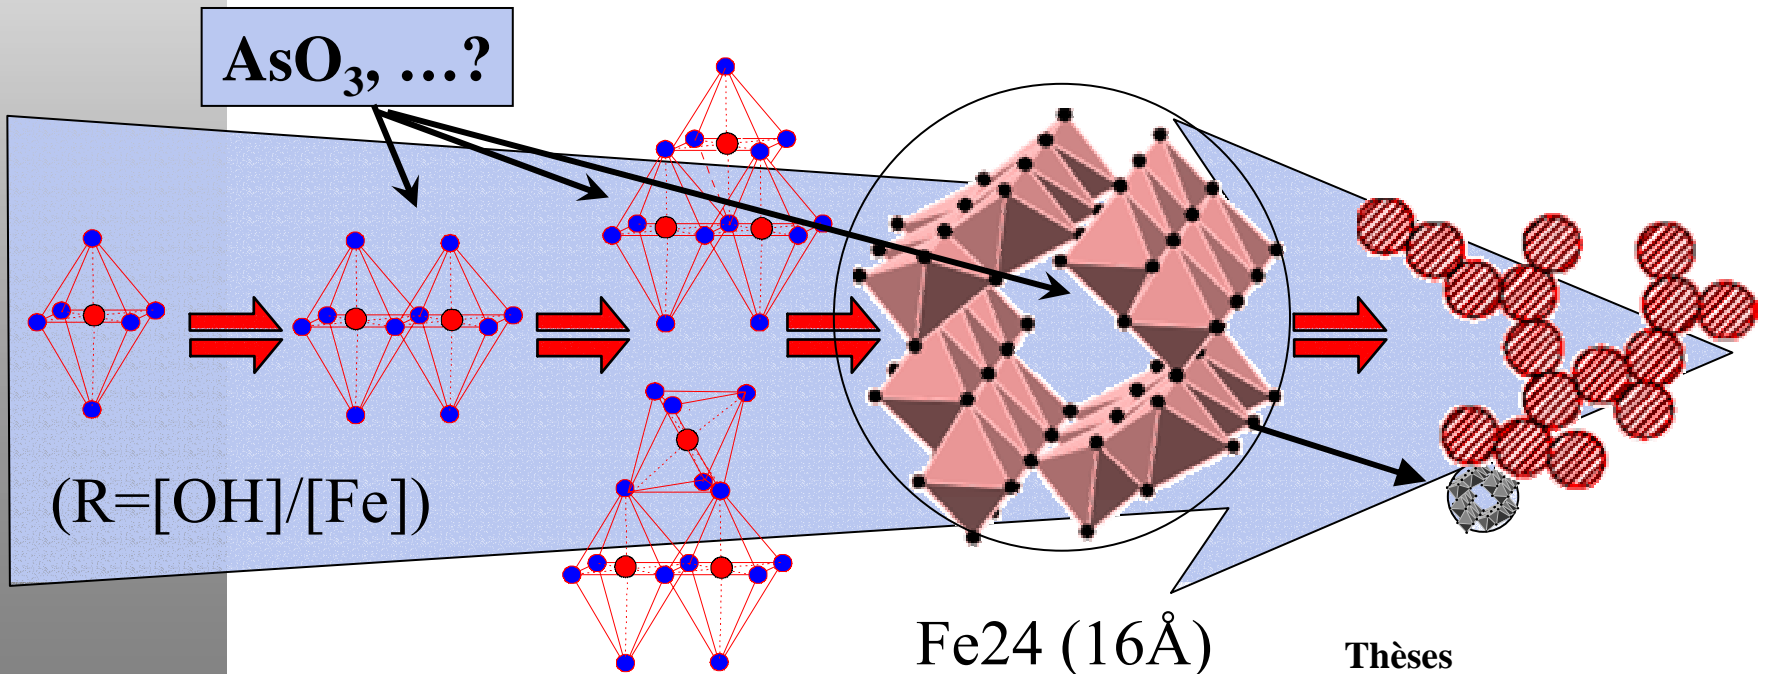 AsO₃, …?
(R=[OH]/[Fe])
Fe24 (16Å)
Thèses